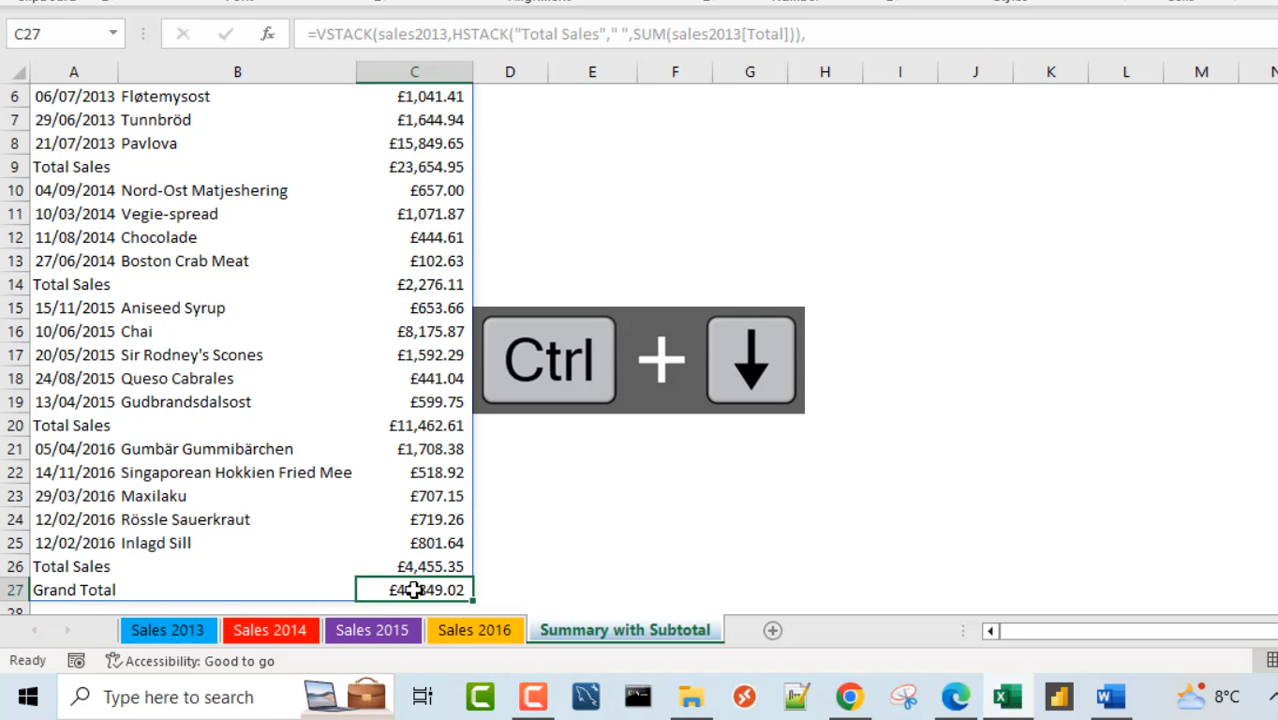 C27 fx =VSTACK(sales2013,HSTACK("Total Sales"," ",SUM(sales2013[Total])),
A B C D E F G H I J K L M
6 06/07/2013 Fløtemysost £1,041.41
7 29/06/2013 Tunnbröd £1,644.94
8 21/07/2013 Pavlova £15,849.65
9 Total Sales £23,654.95
10 04/09/2014 Nord-Ost Matjeshering £657.00
11 10/03/2014 Vegie-spread £1,071.87
12 11/08/2014 Chocolade £444.61
13 27/06/2014 Boston Crab Meat £102.63
14 Total Sales £2,276.11
15 15/11/2015 Aniseed Syrup £653.66
16 10/06/2015 Chai £8,175.87
17 20/05/2015 Sir Rodney's Scones £1,592.29
18 24/08/2015 Queso Cabrales £441.04
19 13/04/2015 Gudbrandsdalsost £599.75
20 Total Sales £11,462.61
21 05/04/2016 Gumbär Gummibärchen £1,708.38
22 14/11/2016 Singaporean Hokkien Fried Mee £518.92
23 29/03/2016 Maxilaku £707.15
24 12/02/2016 Rössle Sauerkraut £719.26
25 12/02/2016 Inlagd Sill £801.64
26 Total Sales £4,455.35
27 Grand Total
28
Ctrl + ↓
Sales 2013 Sales 2014 Sales 2015 Sales 2016 Summary with Subtotal
Ready Accessibility: Good to go
Type here to search 8°C